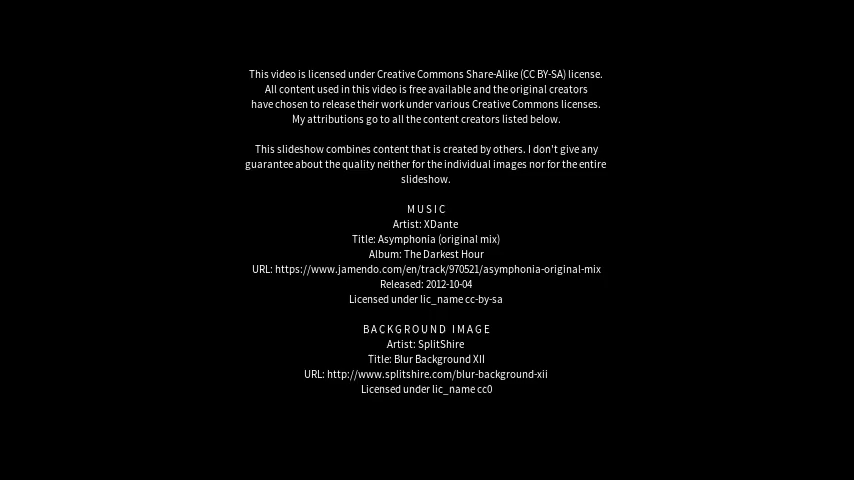 This video is licensed under Creative Commons Share-Alike (CC BY-SA) license.
All content used in this video is free available and the original creators
have chosen to release their work under various Creative Commons licenses.
My attributions go to all the content creators listed below.
This slideshow combines content that is created by others. I don't give any
guarantee about the quality neither for the individual images nor for the entire
slideshow.
MUSIC
Artist: XDante
Title: Asymphonia (original mix)
Album: The Darkest Hour
URL: https://www.jamendo.com/en/track/970521/asymphonia-original-mix
Released: 2012-10-04
Licensed under lic_name cc-by-sa
BACKGROUND IMAGE
Artist: SplitShire
Title: Blur Background XII
URL: http://www.splitshire.com/blur-background-xii
Licensed under lic_name cc0